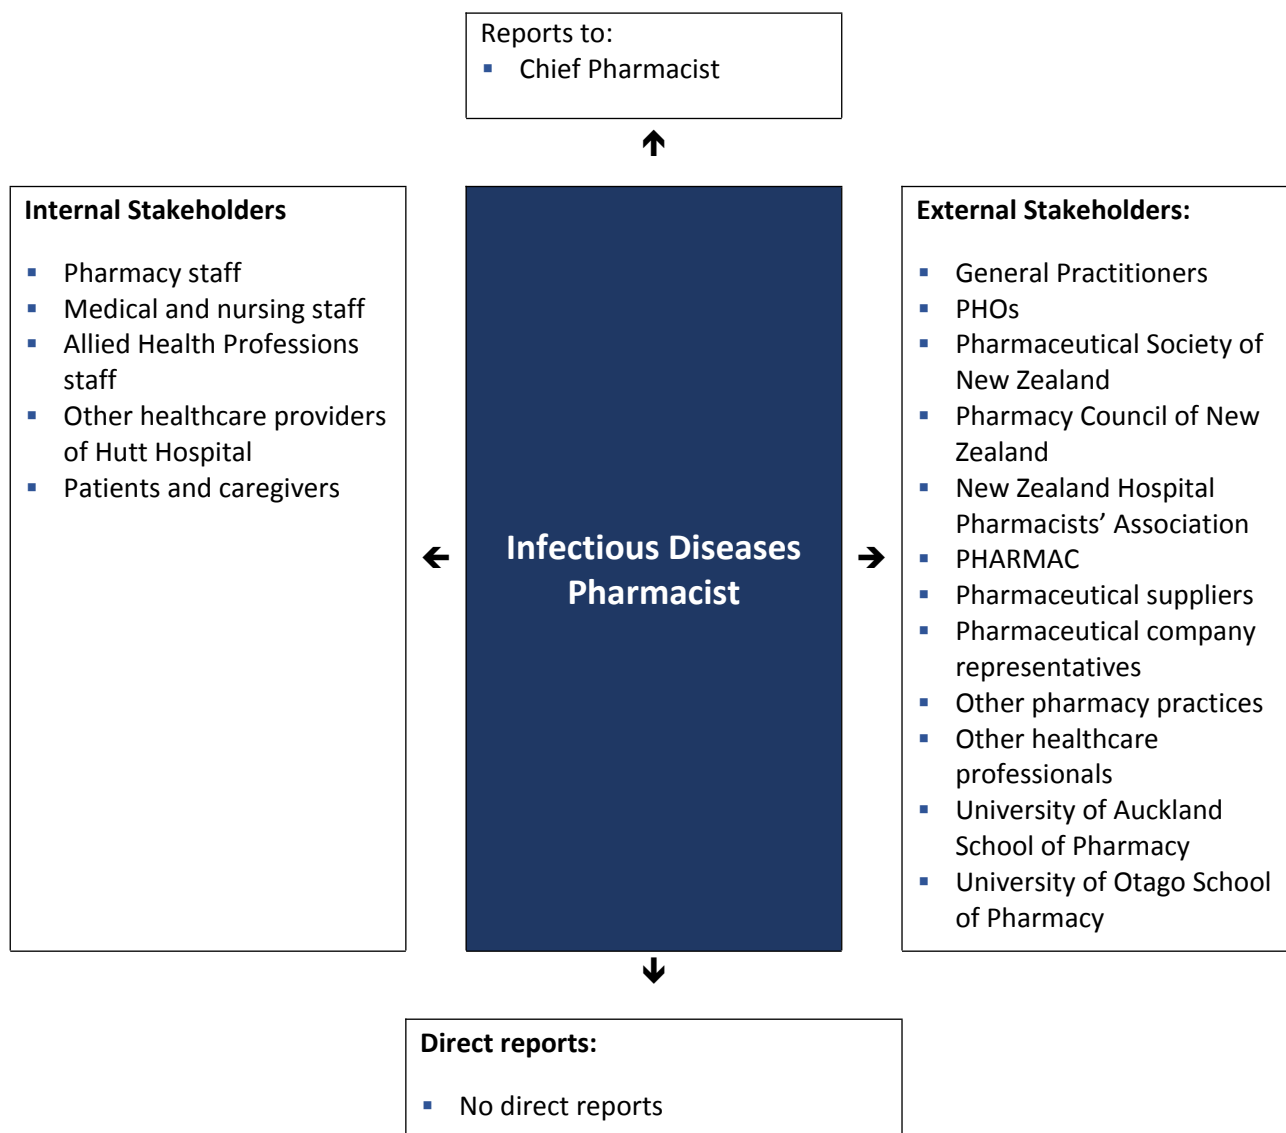 Reports to:
▪ Chief Pharmacist
Internal Stakeholders
▪ Pharmacy staff
▪ Medical and nursing staff
▪ Allied Health Professions
staff
▪ Other healthcare providers
of Hutt Hospital
▪ Patients and caregivers
Infectious Diseases
Pharmacist
External Stakeholders:
▪ General Practitioners
▪ PHOs
▪ Pharmaceutical Society of
New Zealand
▪ Pharmacy Council of New
Zealand
▪ New Zealand Hospital
Pharmacists’ Association
▪ PHARMAC
▪ Pharmaceutical suppliers
▪ Pharmaceutical company
representatives
▪ Other pharmacy practices
▪ Other healthcare
professionals
▪ University of Auckland
School of Pharmacy
▪ University of Otago School
of Pharmacy
Direct reports:
▪ No direct reports